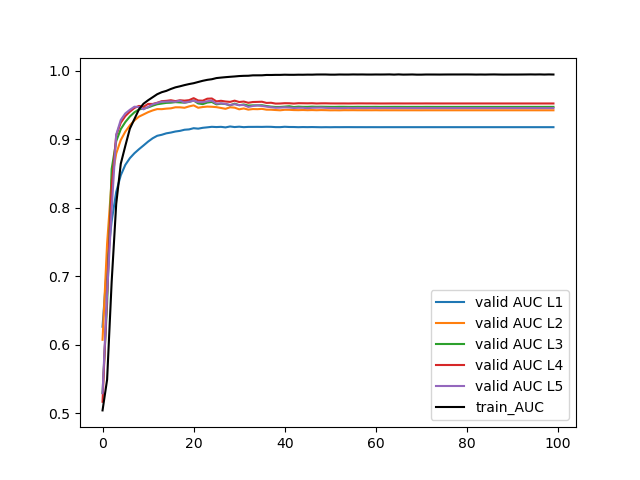 1.0
0.9
0.8
0.7
0.6
0.5
0
20
40
60
80
100
valid AUC L1
valid AUC L2
valid AUC L3
valid AUC L4
valid AUC L5
train_AUC